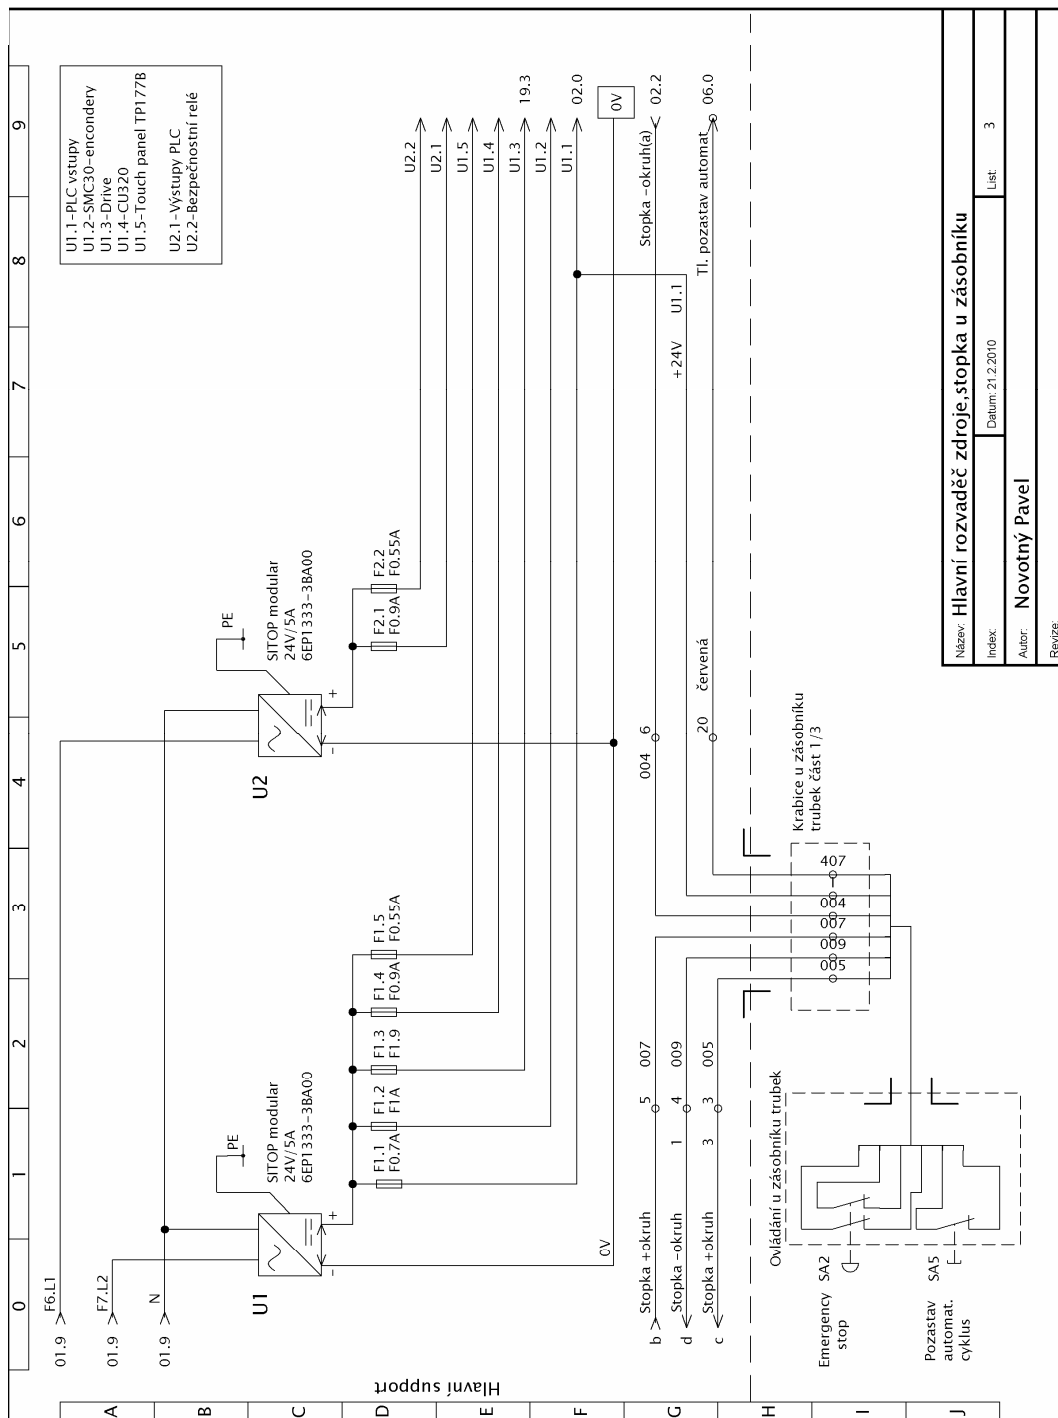 0
1
2
3
4
5
6
7
8
9
A
B
C
D
E
F
G
H
I
J
Hlavní support
U1.1-PLC vstupy
U1.2-SMC30-encondery
U1.3-Drive
U1.4-CU320
U1.5-Touch panel TP177B
U2.1-Výstupy PLC
U2.2-Bezpečnostní relé
01.9
F6.L1
01.9
F7.L2
01.9
N
PE
PE
U1
SITOP modular
24V/5A
6EP1333-3BA00
- +
U2
SITOP modular
24V/5A
6EP1333-3BA00
- +
F1.1
F0.7A
F1.2
F1A
F1.3
F1.9
F1.4
F0.9A
F1.5
F0.55A
F2.1
F0.9A
F2.2
F0.55A
U2.2
U2.1
U1.5
U1.4
U1.3
19.3
U1.2
U1.1
02.0
0V
0V
b
Stopka +okruh
5
007
004
6
Stopka -okruh(a)
02.2
d
Stopka -okruh
1
4
009
+24V
U1.1
c
Stopka +okruh
3
3
005
20
červená
Tl. pozastav automat
06.0
Krabice u zásobníku
trubek část 1/3
005
009
007
004
1
407
Ovládání u zásobníku trubek
Emergency
stop
SA2
Pozastav
automat.
cyklus
SA5
Název: Hlavní rozvaděč zdroje,stopka u zásobníku
Index:
Datum: 21.2.2010
List: 3
Autor: Novotný Pavel
Revize: